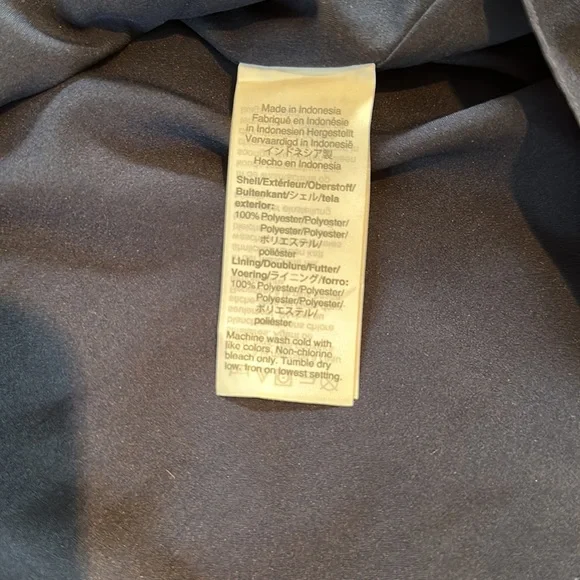 Made in Indonesia
Fabriqué en Indonésie
in Indonesien Hergestellt
Vervaardigd in Indonesië
インドネシア製
Hecho en Indonesia
Shell/Extérieur/Oberstoff/
Buitenkant/シェル/tela
exterior:
100% Polyester/Polyester/
Polyester/Polyester/
ポリエステル/
poliéster
Lining/Doublure/Futter/
Voering/ライニング/forro:
100% Polyester/Polyester/
Polyester/Polyester/
ポリエステル/
poliéster
Machine wash cold with
like colors. Non-chlorine
bleach only. Tumble dry
low. Iron on lowest setting.